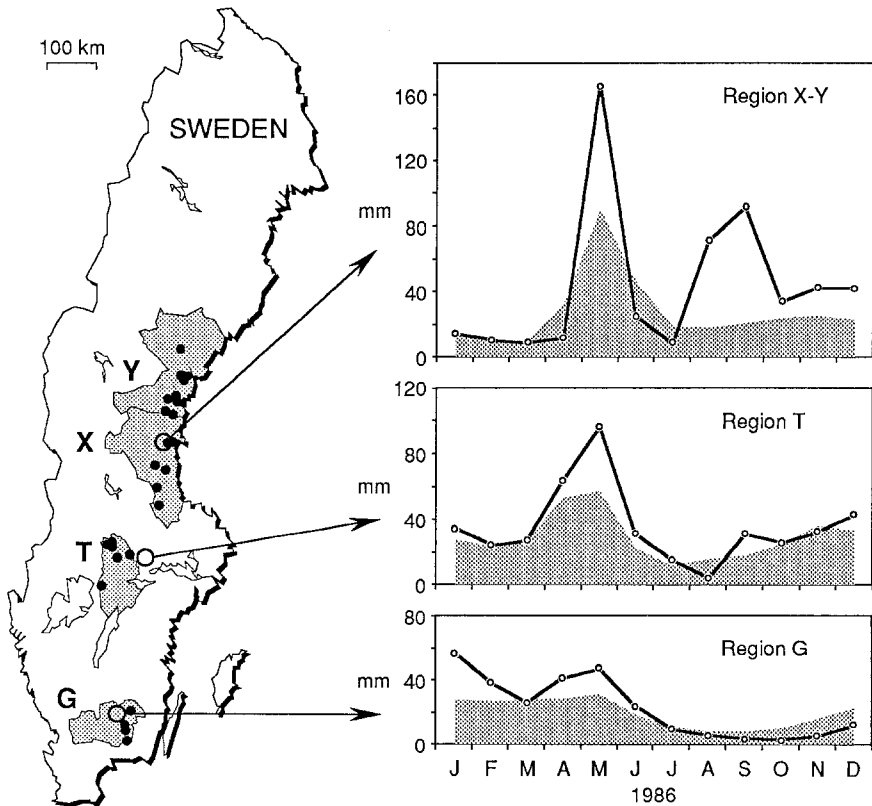 100 km
SWEDEN
Y
X
T
G
mm
mm
mm
Region X-Y
160
120
80
40
0
Region T
120
80
40
0
Region G
80
40
0
J F M A M J J A S O N D
1986